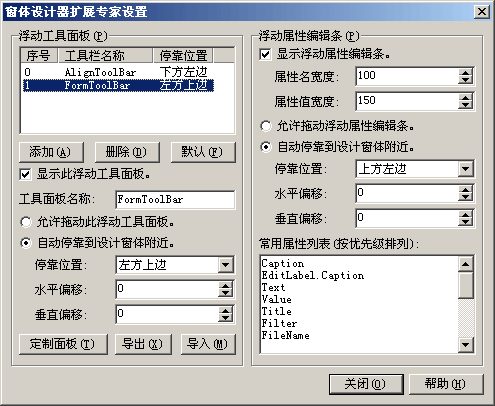 窗体设计器扩展专家设置
浮动工具面板(P)
序号 工具栏名称 停靠位置
0 AlignToolBar 下方左边
1 FormToolBar 左方上边
添加(A) 删除(D) 默认(F)
显示此浮动工具面板。
工具面板名称: FormToolBar
允许拖动此浮动工具面板。
自动停靠到设计窗体附近。
停靠位置: 左方上边
水平偏移: 0
垂直偏移: 0
定制面板(T) 导出(X) 导入(M)
浮动属性编辑条(P)
显示浮动属性编辑条。
属性名宽度: 100
属性值宽度: 150
允许拖动浮动属性编辑条。
自动停靠到设计窗体附近。
停靠位置: 上方左边
水平偏移: 0
垂直偏移: 0
常用属性列表(按优先级排列):
Caption
EditLabel.Caption
Text
Value
Title
Filter
FileName
关闭(O) 帮助(H)